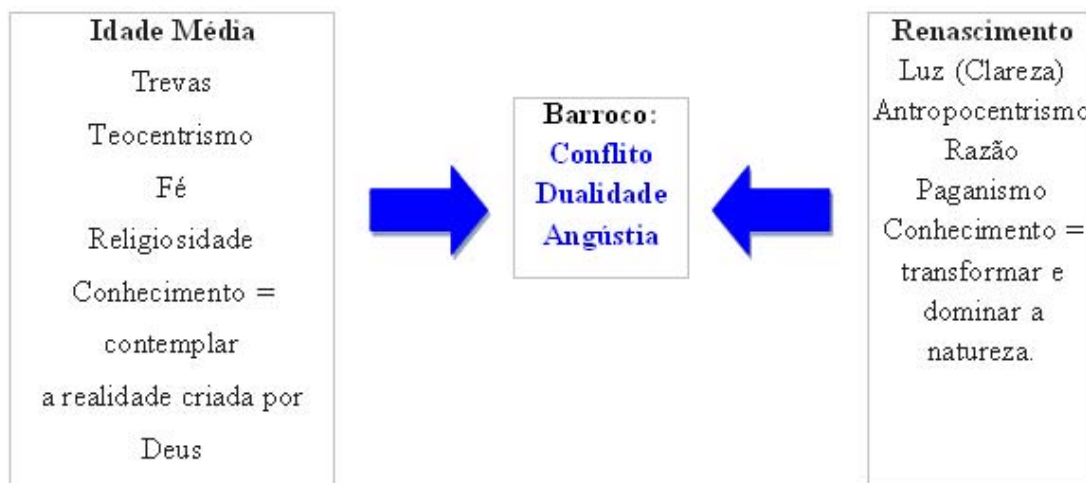 Idade Média
Trevas
Teocentrismo
Fé
Religiosidade
Conhecimento =
contemplar
a realidade criada por
Deus
Barroco:
Conflito
Dualidade
Angústia
Renascimento
Luz (Clareza)
Antropocentrismo
Razão
Paganismo
Conhecimento =
transformar e
dominar a
natureza.